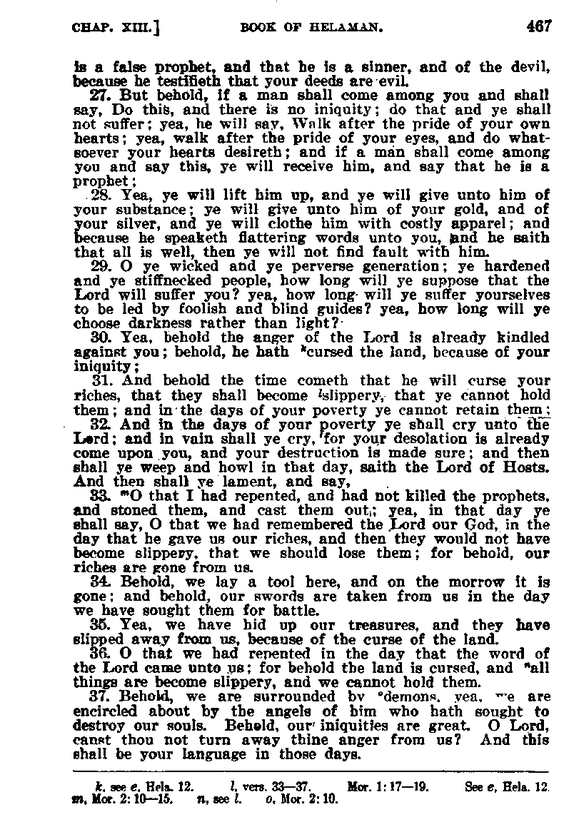 CHAP. XIII.] BOOK OF HELAMAN. 467
is a false prophet, and that he is a sinner, and of the devil,
because he testifieth that your deeds are evil.
27. But behold, if a man shall come among you and shall
say, Do this, and there is no iniquity; do that and ye shall
not suffer; yea, he will say, Walk after the pride of your own
hearts; yea, walk after the pride of your eyes, and do what-
soever your hearts desireth; and if a man shall come among
you and say this, ye will receive him, and say that he is a
prophet;
28. Yea, ye will lift him up, and ye will give unto him of
your substance; ye will give unto him of your gold, and of
your silver, and ye will clothe him with costly apparel; and
because he speaketh flattering words unto you, and he saith
that all is well, then ye will not find fault with him.
29. O ye wicked and ye perverse generation; ye hardened
and ye stiffnecked people, how long will ye suppose that the
Lord will suffer you? yea, how long will ye suffer yourselves
to be led by foolish and blind guides? yea, how long will ye
choose darkness rather than light?
30. Yea, behold the anger of the Lord is already kindled
against you; behold, he hath ᵏcursed the land, because of your
iniquity;
31. And behold the time cometh that he will curse your
riches, that they shall become ˡslippery, that ye cannot hold
them; and in the days of your poverty ye cannot retain them;
32. And in the days of your poverty ye shall cry unto the
Lord; and in vain shall ye cry, for your desolation is already
come upon you, and your destruction is made sure; and then
shall ye weep and howl in that day, saith the Lord of Hosts.
And then shall ye lament, and say,
33. ᵐO that I had repented, and had not killed the prophets,
and stoned them, and cast them out; yea, in that day ye
shall say, O that we had remembered the Lord our God, in the
day that he gave us our riches, and then they would not have
become slippery, that we should lose them; for behold, our
riches are gone from us.
34. Behold, we lay a tool here, and on the morrow it is
gone; and behold, our swords are taken from us in the day
we have sought them for battle.
35. Yea, we have hid up our treasures, and they have
slipped away from us, because of the curse of the land.
36. O that we had repented in the day that the word of
the Lord came unto us; for behold the land is cursed, and ⁿall
things are become slippery, and we cannot hold them.
37. Behold, we are surrounded by ᵒdemons, yea, we are
encircled about by the angels of him who hath sought to
destroy our souls. Behold, our iniquities are great. O Lord,
canst thou not turn away thine anger from us? And this
shall be your language in those days.
k, see e, Hela. 12. l, vers. 33—37. Mor. 1: 17—19. See e, Hela. 12.
m, Mor. 2: 10—15. n, see l. o, Mor. 2: 10.